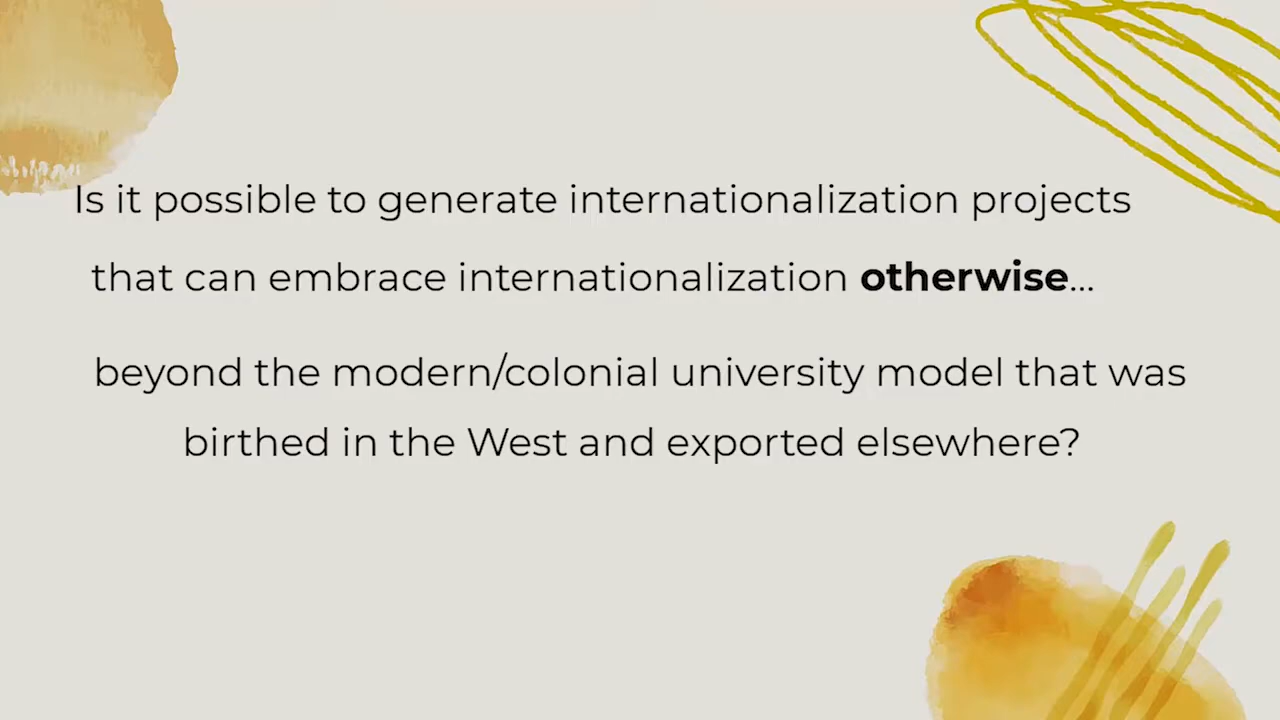 Is it possible to generate internationalization projects
that can embrace internationalization otherwise...
beyond the modern/colonial university model that was
birthed in the West and exported elsewhere?